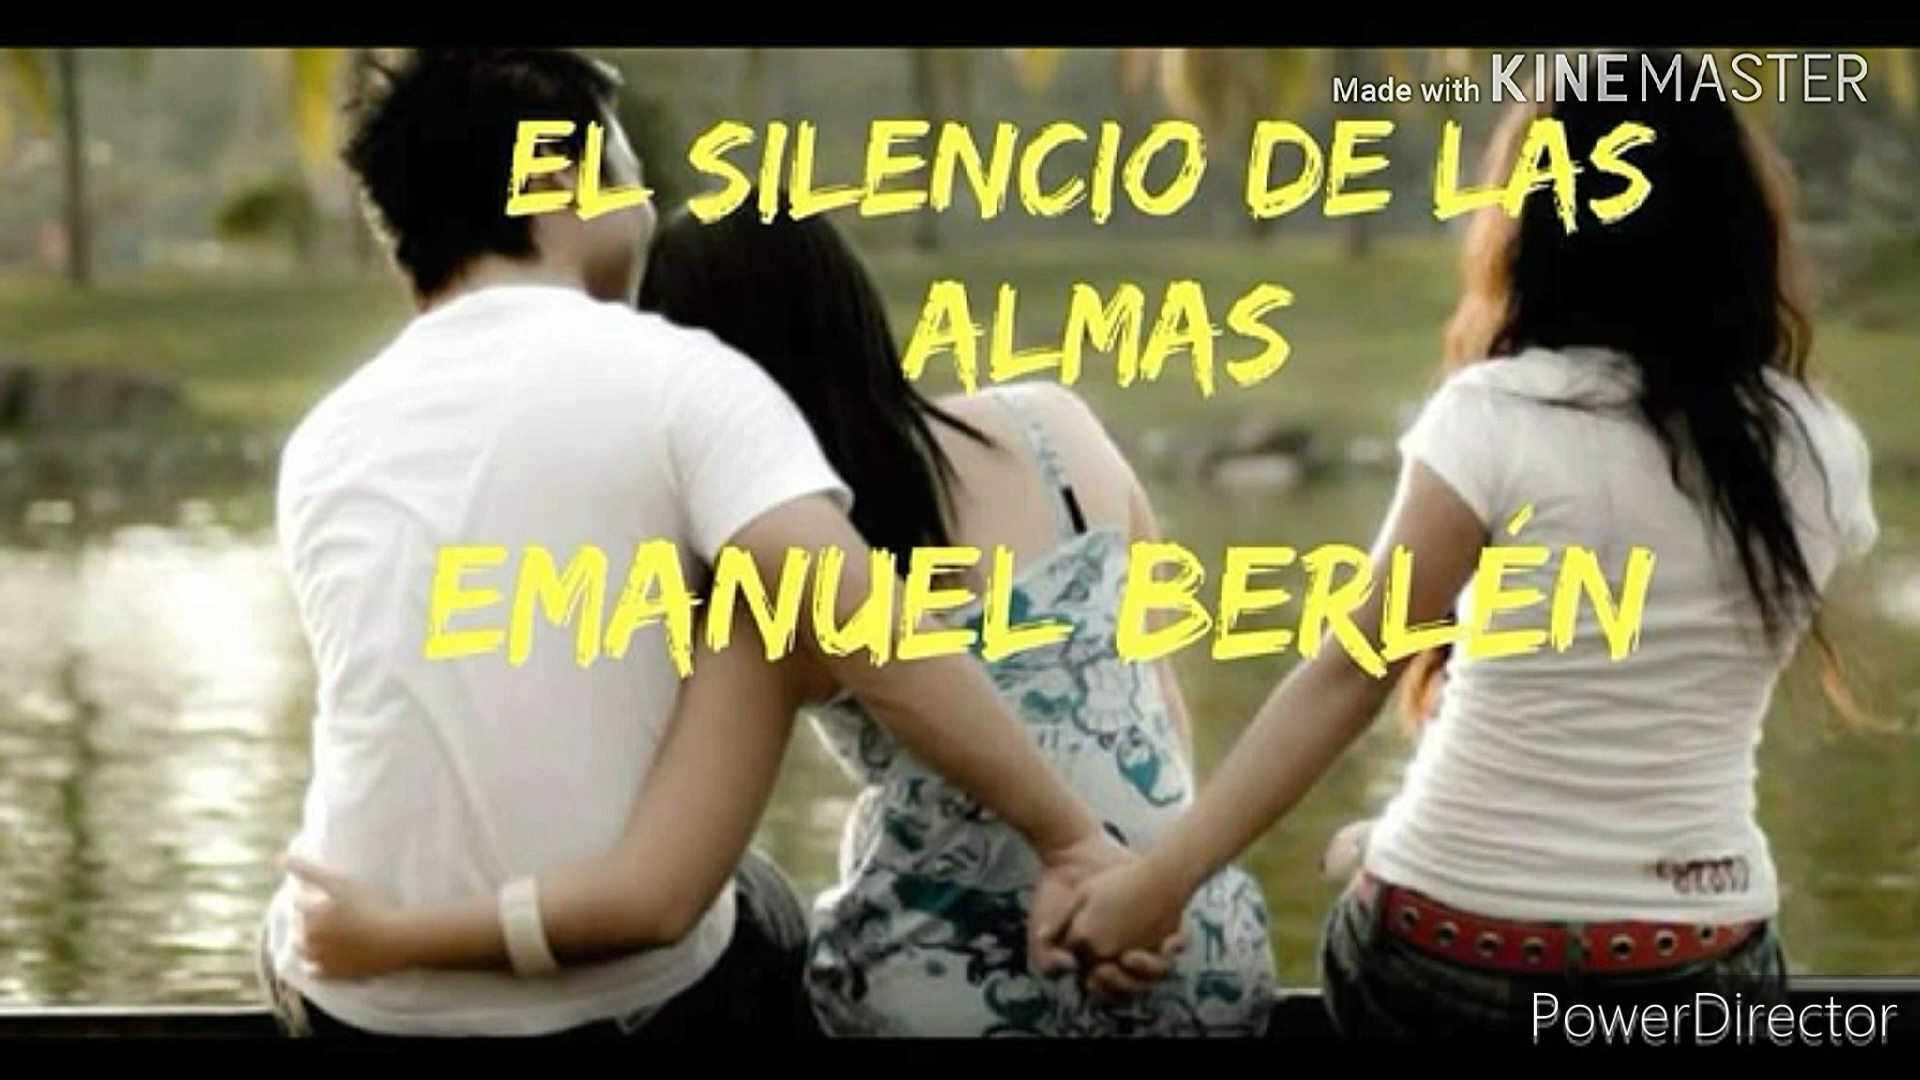 Made with KINEMASTER
EL SILENCIO DE LAS
ALMAS
EMANUEL BERLÉN
PowerDirector